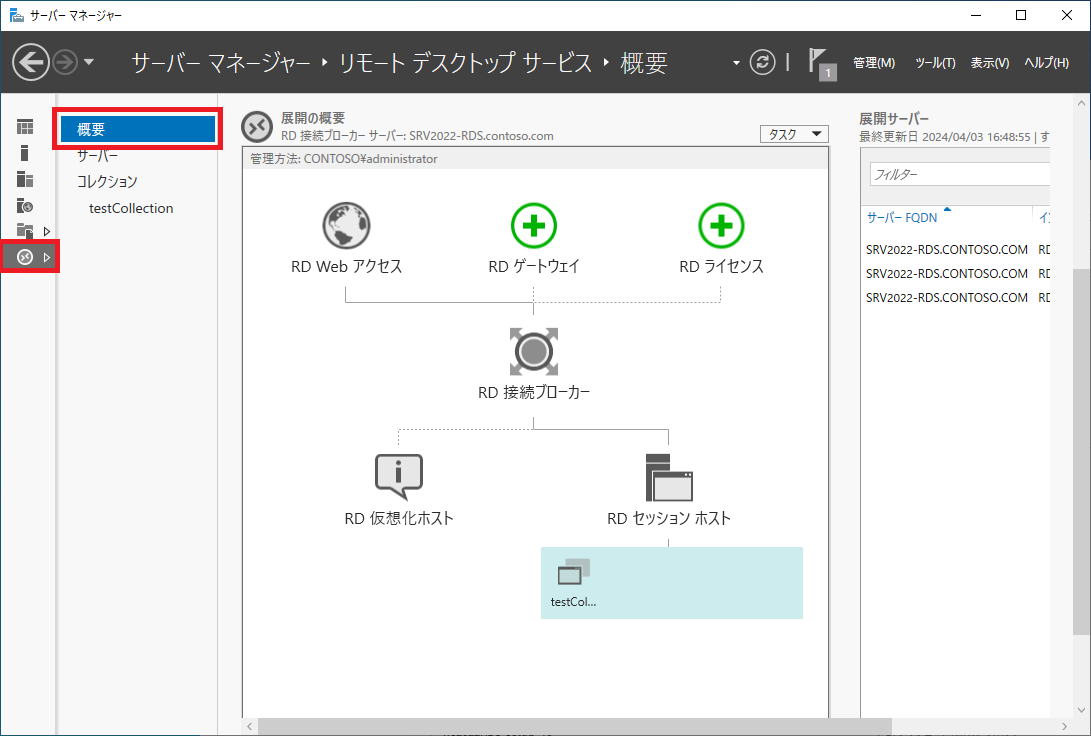 サーバー マネージャー
サーバー マネージャー ‣ リモート デスクトップ サービス ‣ 概要
1
管理(M) ツール(T) 表示(V) ヘルプ(H)
概要
サーバー
コレクション
testCollection
展開の概要
RD 接続ブローカー サーバー: SRV2022-RDS.contoso.com
タスク
管理方法: CONTOSO¥administrator
RD Web アクセス
RD ゲートウェイ
RD ライセンス
RD 接続ブローカー
RD 仮想化ホスト
RD セッション ホスト
testCol...
展開サーバー
最終更新日 2024/04/03 16:48:55 | す
フィルター
サーバー FQDN
SRV2022-RDS.CONTOSO.COM RD
SRV2022-RDS.CONTOSO.COM RD
SRV2022-RDS.CONTOSO.COM RD